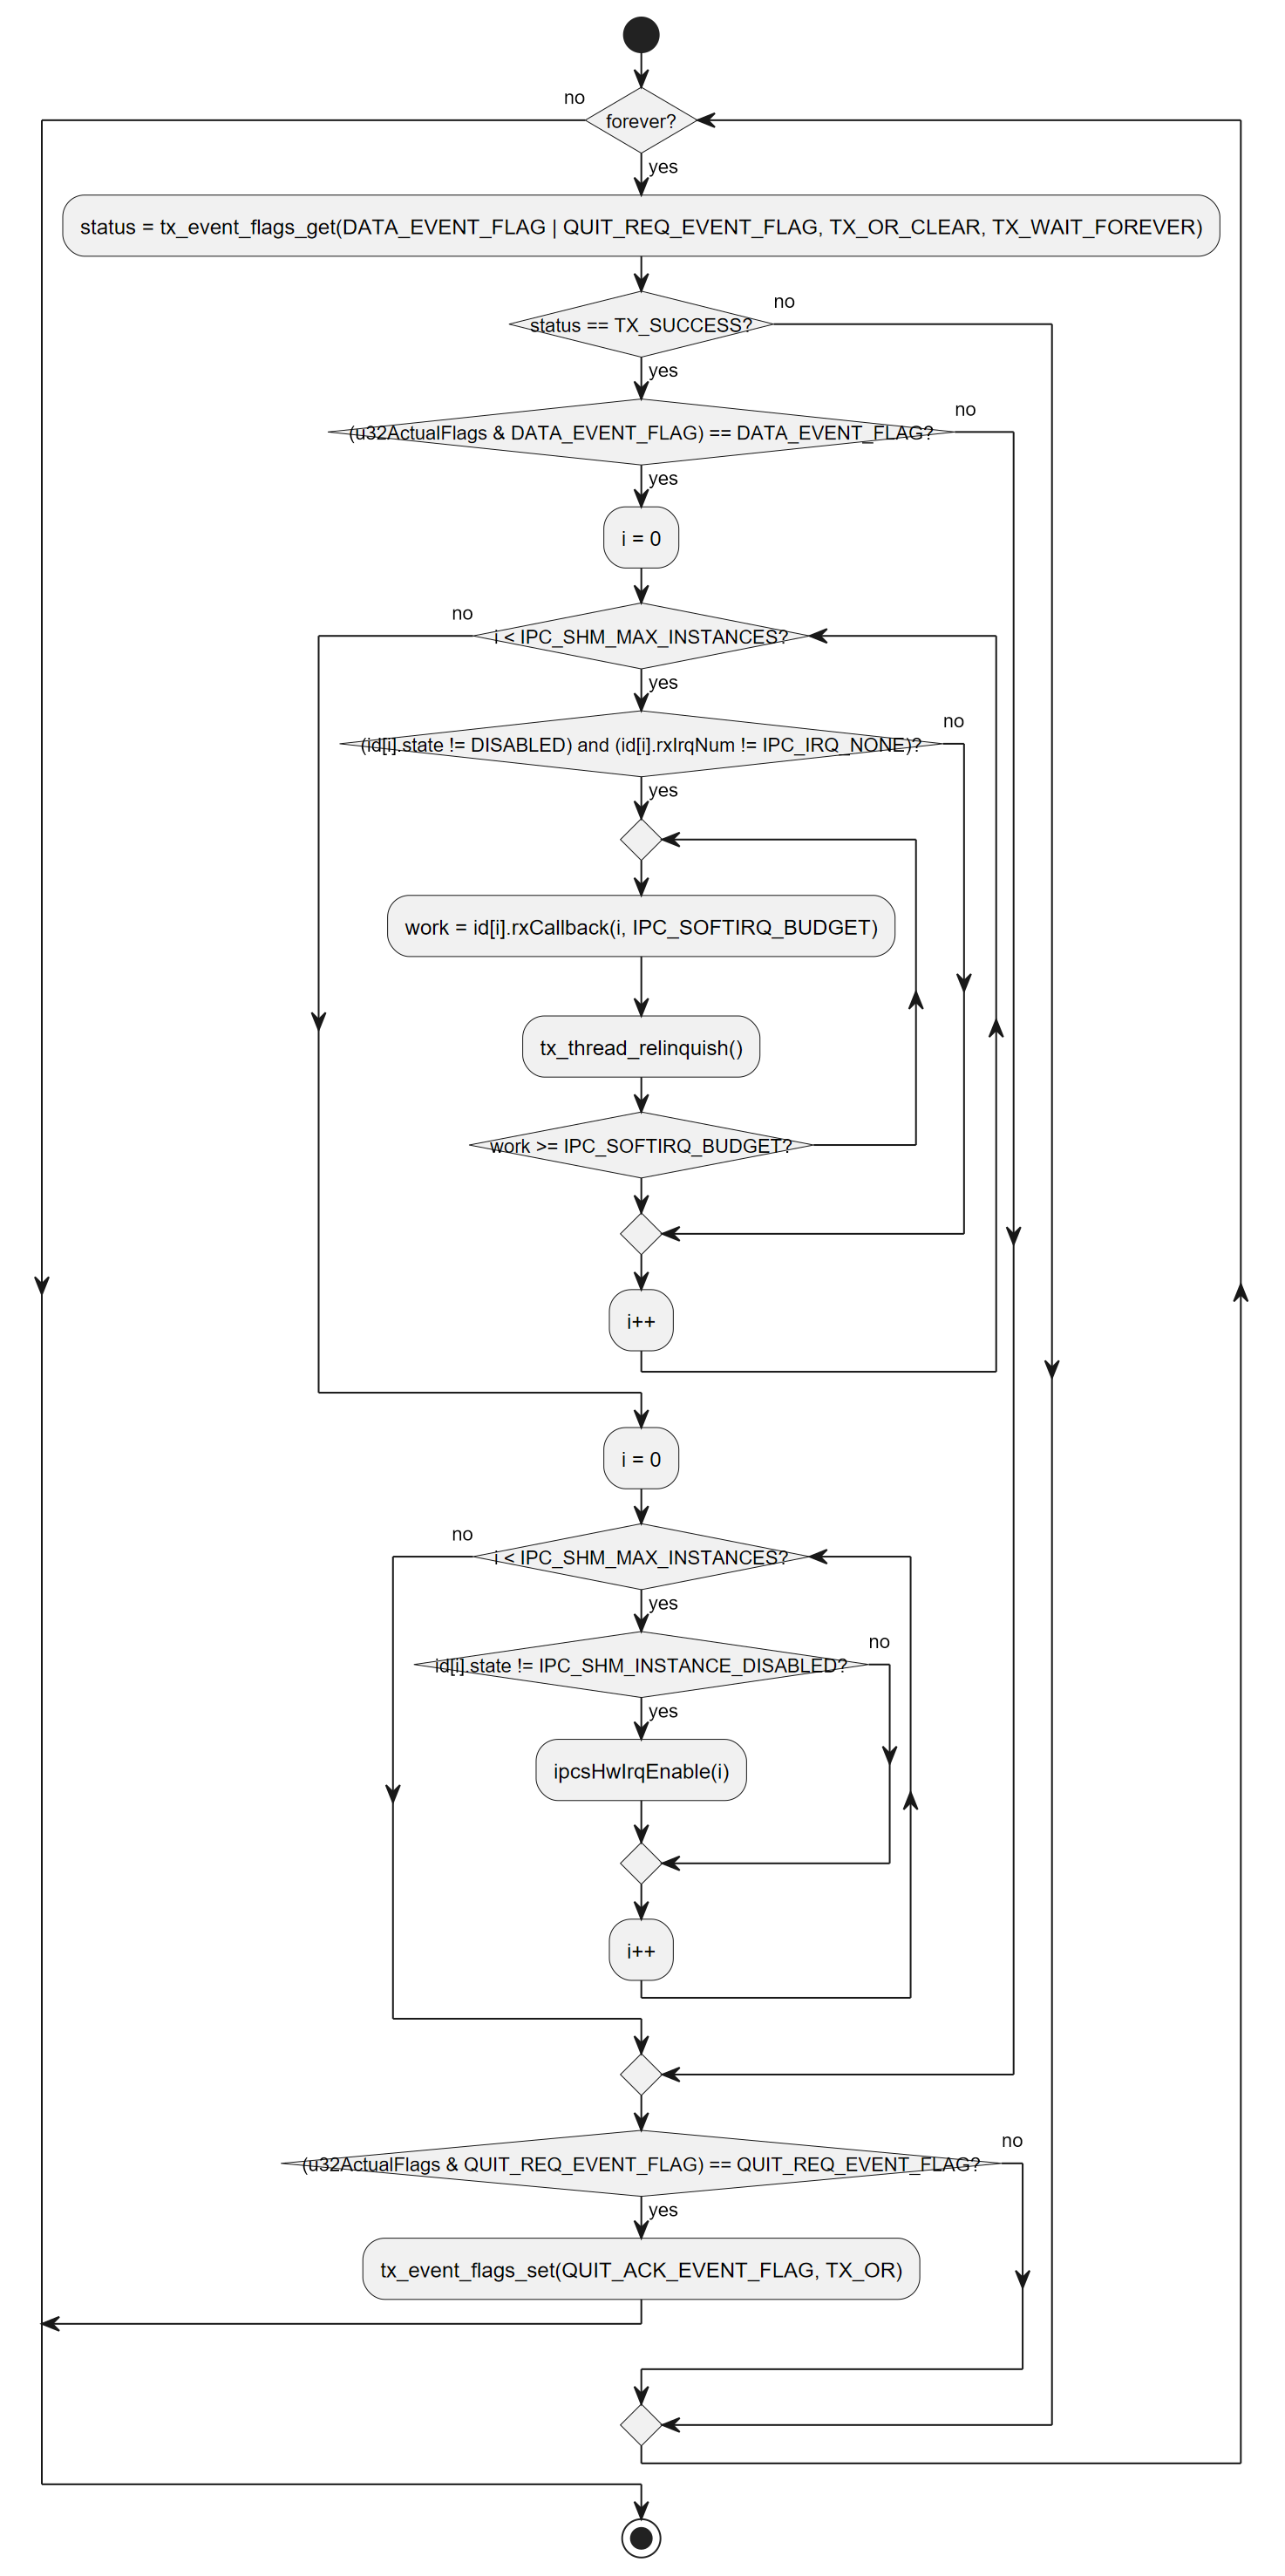 no
forever?
yes
status = tx_event_flags_get(DATA_EVENT_FLAG | QUIT_REQ_EVENT_FLAG, TX_OR_CLEAR, TX_WAIT_FOREVER)
no
status == TX_SUCCESS?
yes
no
(u32ActualFlags & DATA_EVENT_FLAG) == DATA_EVENT_FLAG?
yes
i = 0
no
i < IPC_SHM_MAX_INSTANCES?
yes
no
(id[i].state != DISABLED) and (id[i].rxIrqNum != IPC_IRQ_NONE)?
yes
work = id[i].rxCallback(i, IPC_SOFTIRQ_BUDGET)
tx_thread_relinquish()
work >= IPC_SOFTIRQ_BUDGET?
i++
i = 0
no
i < IPC_SHM_MAX_INSTANCES?
yes
no
id[i].state != IPC_SHM_INSTANCE_DISABLED?
yes
ipcsHwIrqEnable(i)
i++
no
(u32ActualFlags & QUIT_REQ_EVENT_FLAG) == QUIT_REQ_EVENT_FLAG?
yes
tx_event_flags_set(QUIT_ACK_EVENT_FLAG, TX_OR)